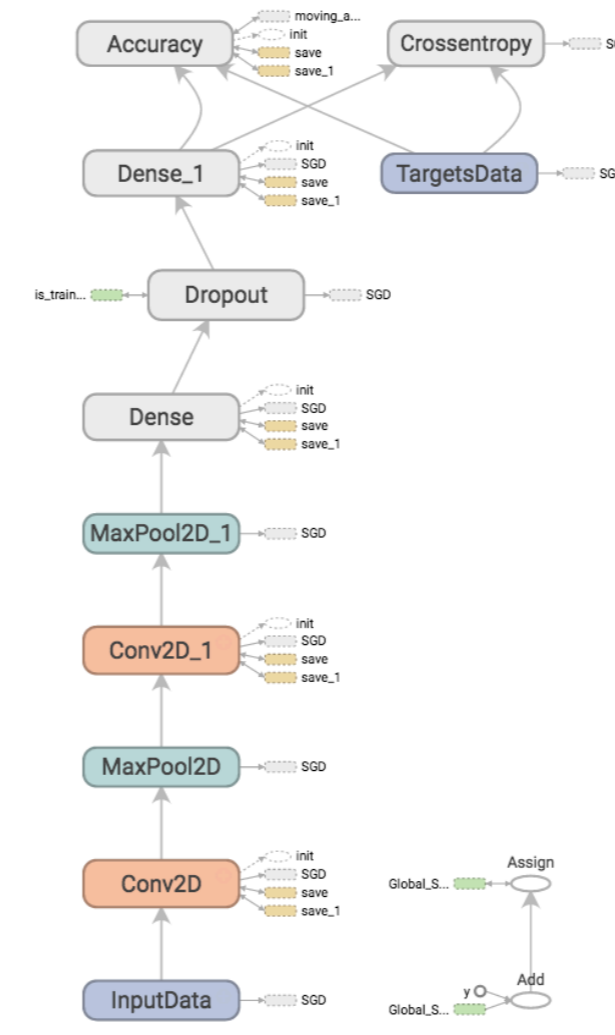 moving_a...
init
Accuracy
save
save_1
Crossentropy
S
init
SGD
Dense_1
save
save_1
TargetsData
SG
is_train...
Dropout
SGD
init
SGD
Dense
save
save_1
MaxPool2D_1
SGD
init
SGD
Conv2D_1
save
save_1
MaxPool2D
SGD
init
SGD
Conv2D
save
save_1
Assign
Global_S...
Add
y
Global_S...
InputData
SGD